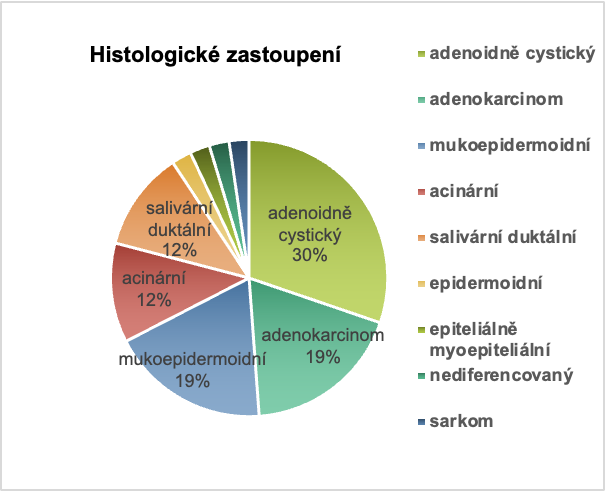 Histologické zastoupení
adenoidně
cystický
30%
adenokarcinom
19%
mukoepidermoidní
19%
acinární
12%
salivární
duktální
12%
adenoidně cystický
adenokarcinom
mukoepidermoidní
acinární
salivární duktální
epidermoidní
epiteliálně
myoepiteliální
nediferencovaný
sarkom